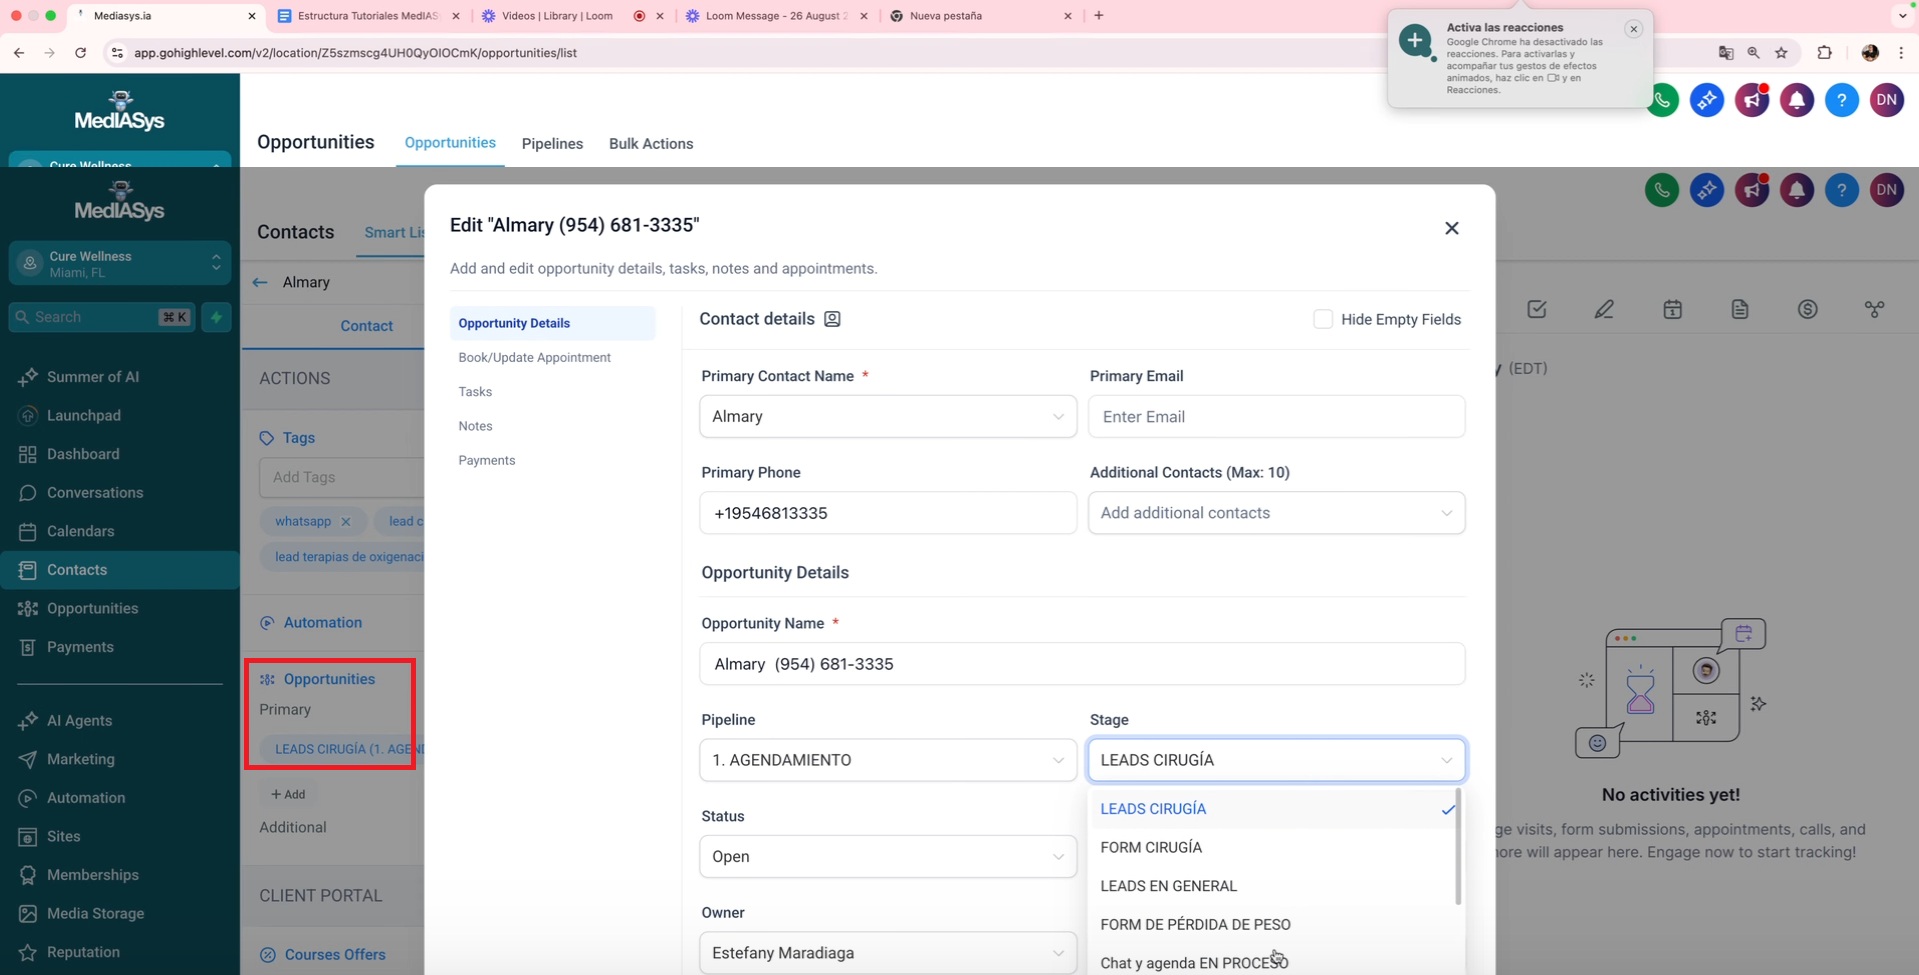 Mediasys.ia
Estructura Tutoriales MedIAS
Videos | Library | Loom
Loom Message - 26 August 2
Nueva pestaña
app.gohighlevel.com/v2/location/Z5szmscg4UH0QyOIOCmK/opportunities/list
Activa las reacciones
Google Chrome ha desactivado las
reacciones. Para activarlas y
acompañar tus gestos de efectos
animados, haz clic en y en
Reacciones.
MedIASys
Cure Wellness
Opportunities
Opportunities
Pipelines
Bulk Actions
DN
MedIASys
Cure Wellness
Miami, FL
Search
⌘ K
Summer of AI
Launchpad
Dashboard
Conversations
Calendars
Contacts
Opportunities
Payments
AI Agents
Marketing
Automation
Sites
Memberships
Media Storage
Reputation
Contacts
Smart Lis
DN
Almary
Contact
ACTIONS
Tags
Add Tags
whatsapp
lead c
lead terapias de oxigenaci
Automation
Opportunities
Primary
LEADS CIRUGÍA (1. AGEND
+ Add
Additional
CLIENT PORTAL
Courses Offers
Edit "Almary (954) 681-3335"
Add and edit opportunity details, tasks, notes and appointments.
Opportunity Details
Book/Update Appointment
Tasks
Notes
Payments
Contact details
Hide Empty Fields
Primary Contact Name *
Primary Email
Almary
Enter Email
Primary Phone
Additional Contacts (Max: 10)
+19546813335
Add additional contacts
Opportunity Details
Opportunity Name *
Almary (954) 681-3335
Pipeline
Stage
1. AGENDAMIENTO
LEADS CIRUGÍA
Status
Open
Owner
Estefany Maradiaga
LEADS CIRUGÍA
FORM CIRUGÍA
LEADS EN GENERAL
FORM DE PÉRDIDA DE PESO
Chat y agenda EN PROCESO
y (EDT)
No activities yet!
ge visits, form submissions, appointments, calls, and
more will appear here. Engage now to start tracking!